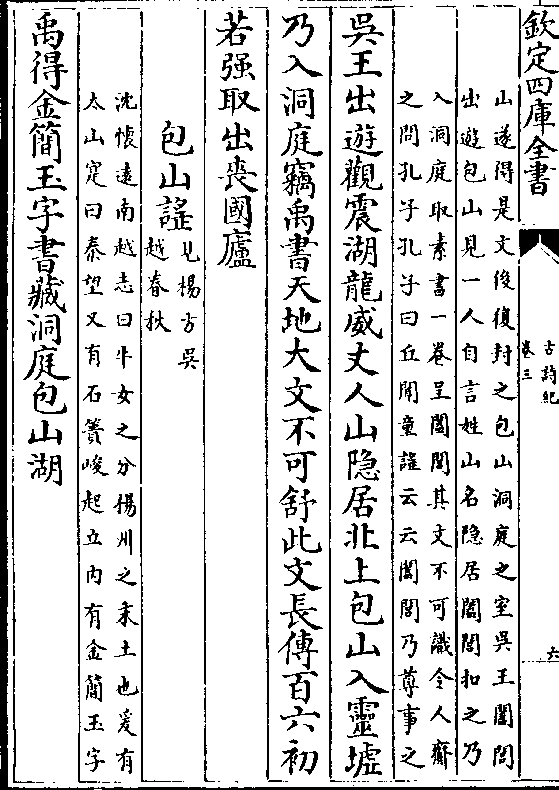 欽定四庫全書
古詩紀
卷三
六
山遂得是文後復封之包山洞庭之室吳王闔閭
出遊包山見一人自言姓山名隐居闔閭扣之乃
入洞庭取素書一卷呈闔閭其文不可識令人齎
之問孔子孔子曰丘聞童謡云云闔閭乃尊事之
吳王出遊觀震湖龍威丈人山隐居北上包山入靈墟
乃入洞庭竊禹書天地大文不可舒此文長傳百六初
若强取出喪國廬
包山謡見楊方吳
越春秋
沈懷遠南越志曰牛女之分揚州之末土也爰有
大山寔曰秦望又有石簣峻起立内有金簡玉字
禹得金簡玉字書藏洞庭包山湖